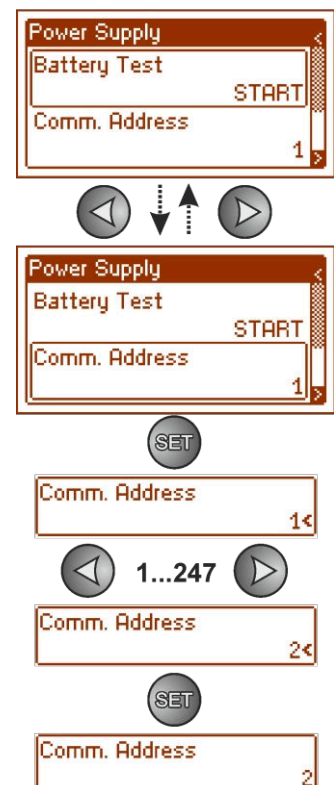 Power Supply
Battery Test
START
Comm. Address
1
Power Supply
Battery Test
START
Comm. Address
1
SET
Comm. Address
1<
1...247
Comm. Address
2<
SET
Comm. Address
2